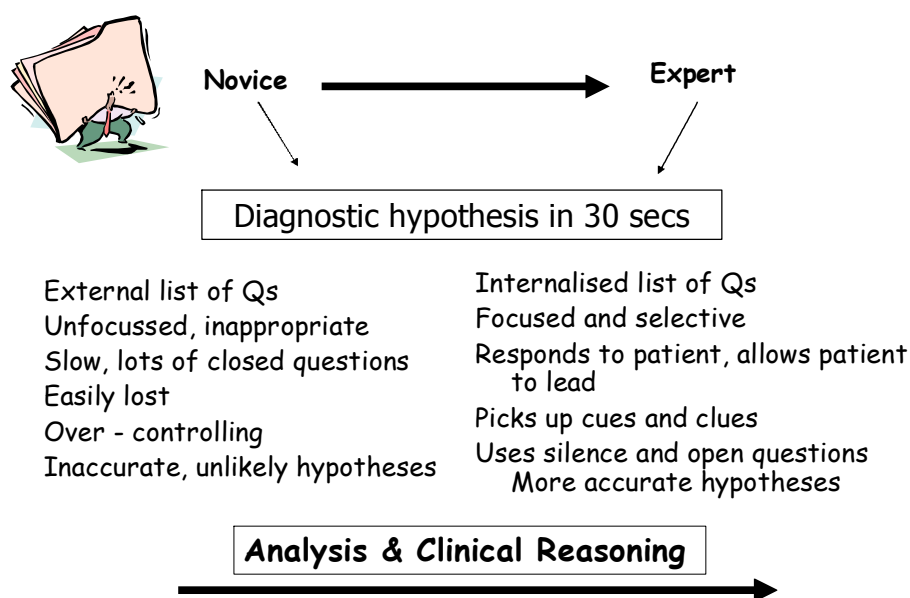 Novice
Expert
Diagnostic hypothesis in 30 secs
External list of Qs
Unfocussed, inappropriate
Slow, lots of closed questions
Easily lost
Over - controlling
Inaccurate, unlikely hypotheses
Internalised list of Qs
Focused and selective
Responds to patient, allows patient
to lead
Picks up cues and clues
Uses silence and open questions
More accurate hypotheses
Analysis & Clinical Reasoning